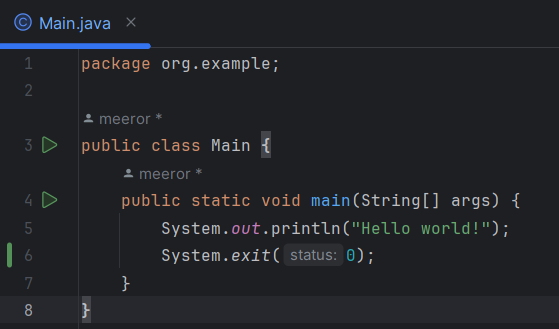 Main.java
1 package org.example;
2
meeror *
3 public class Main {
meeror *
4 public static void main(String[] args) {
5 System.out.println("Hello world!");
6 System.exit( status: 0);
7 }
8 }